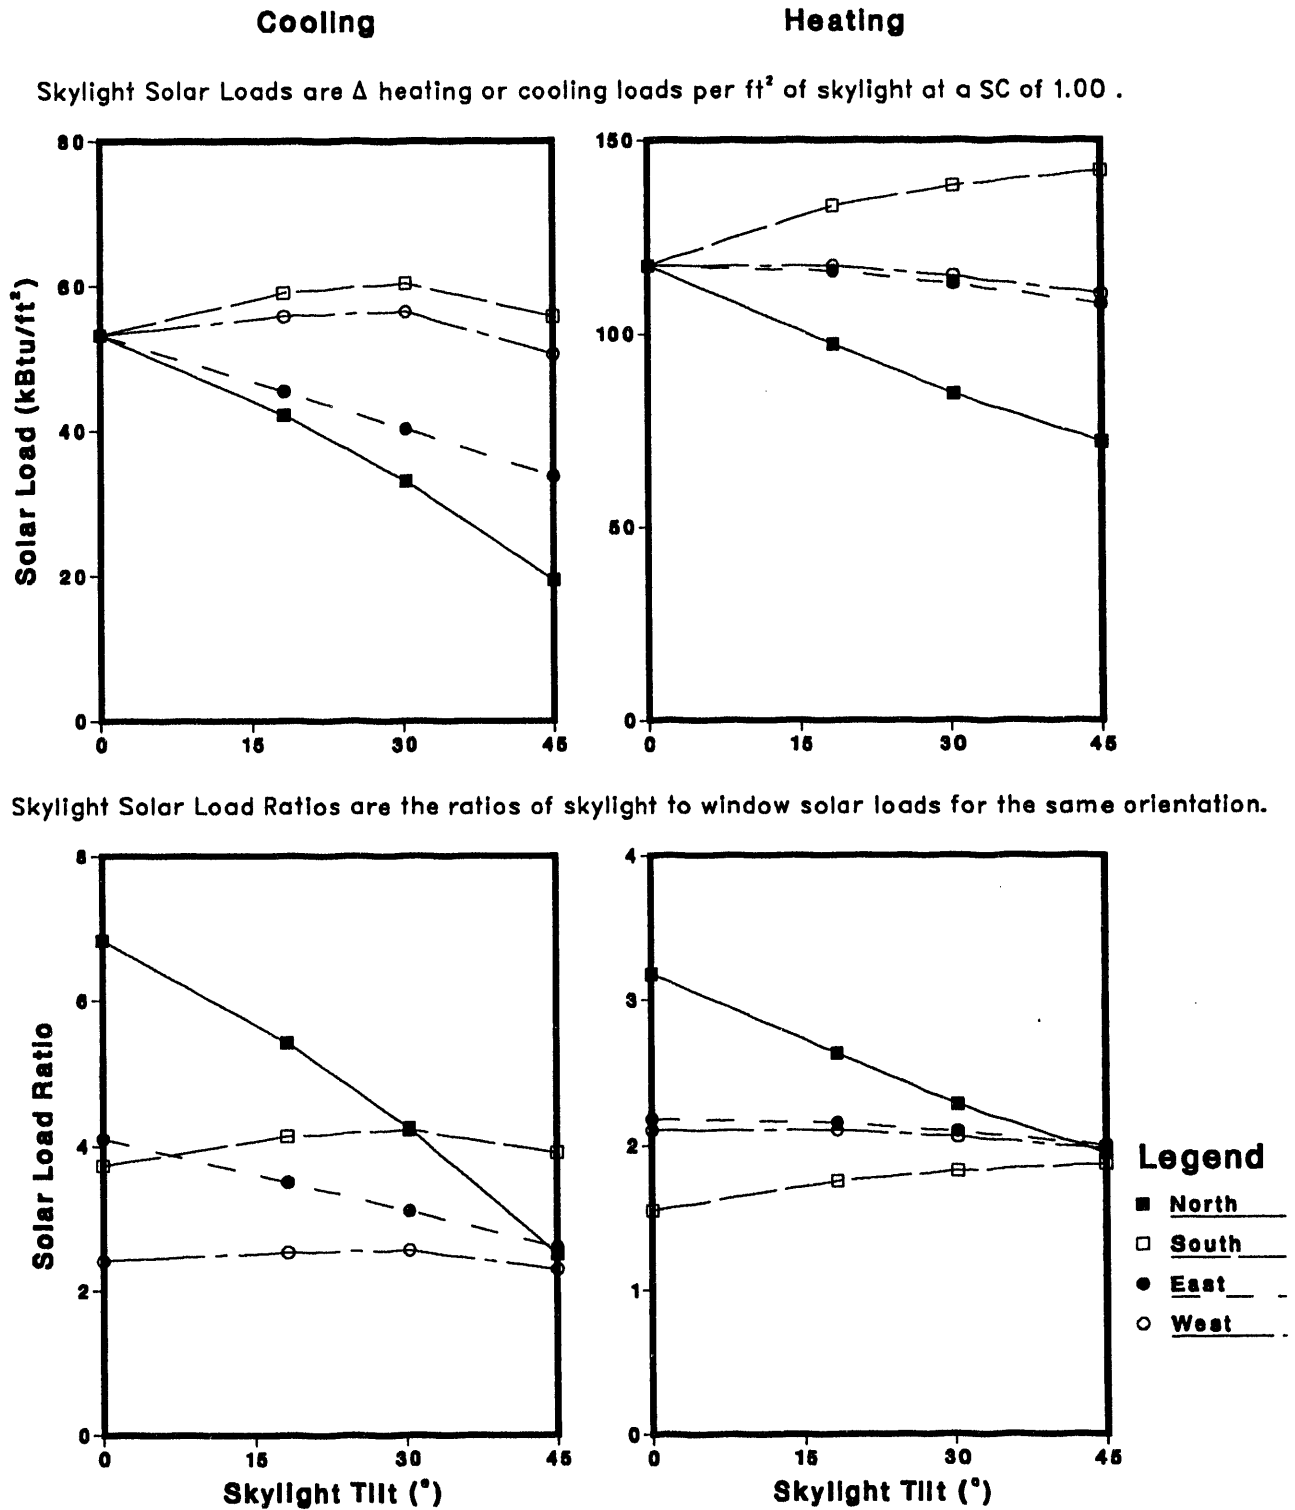 Cooling
Heating
Skylight Solar Loads are Δ heating or cooling loads per ft² of skylight at a SC of 1.00 .
80
60
40
20
0
0 15 30 45
Solar Load (kBtu/ft²)
150
100
50
0
0 15 30 45
Skylight Solar Load Ratios are the ratios of skylight to window solar loads for the same orientation.
8
6
4
2
0
0 15 30 45
Solar Load Ratio
Skylight Tilt (°)
4
3
2
1
0
0 15 30 45
Skylight Tilt (°)
Legend
North
South
East
West